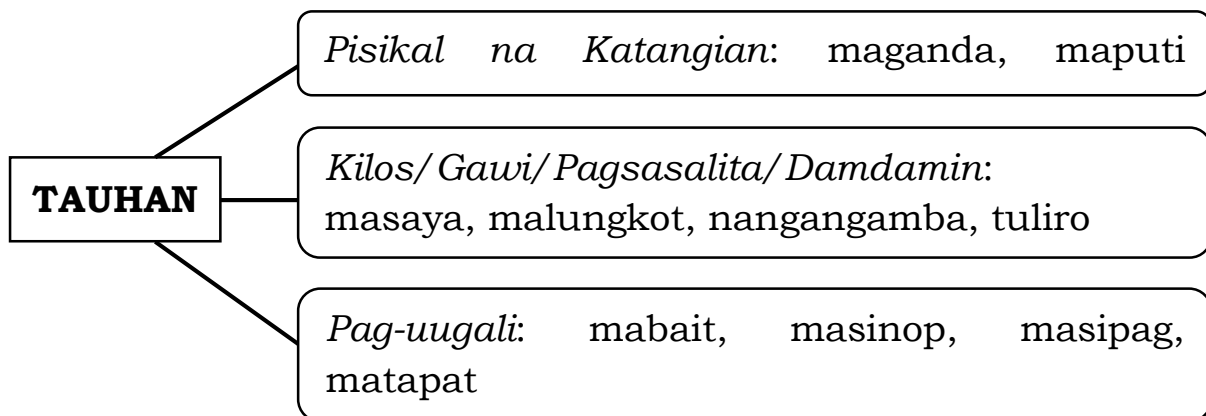 Pisikal na Katangian: maganda, maputi
Kilos/Gawi/Pagsasalita/Damdamin:
masaya, malungkot, nangangamba, tuliro
TAUHAN
Pag-uugali: mabait, masinop, masipag,
matapat